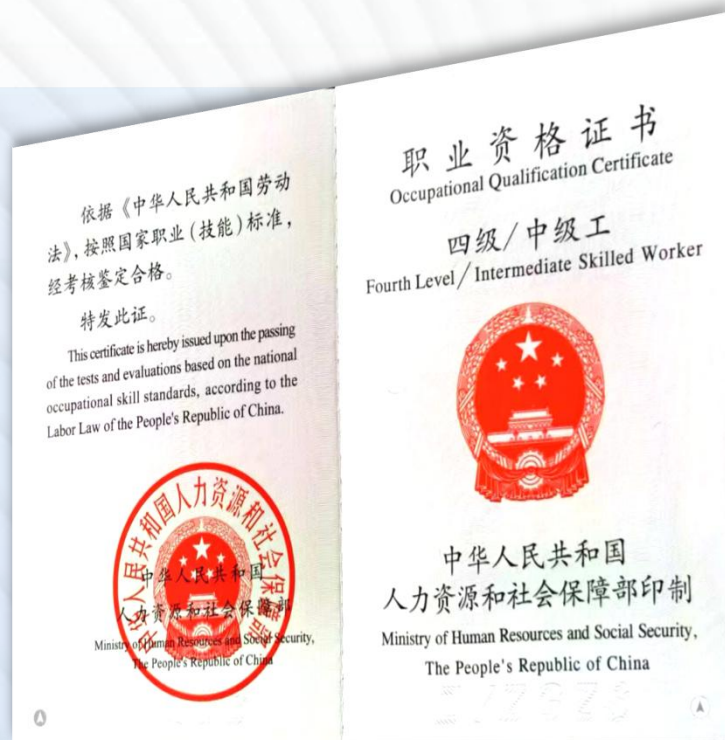 依据《中华人民共和国劳动
法》,按照国家职业(技能)标准,
经考核鉴定合格。
特发此证。
This certificate is hereby issued upon the passing
of the tests and evaluations based on the national
occupational skill standards, according to the
Labor Law of the People's Republic of China.
中华人民共和国人力资源和社会保障部
中华人民共和国
人力资源和社会保障部
Ministry of Human Resources and Social Security,
The People's Republic of China
职业资格证书
Occupational Qualification Certificate
四级/中级工
Fourth Level/Intermediate Skilled Worker
中华人民共和国
人力资源和社会保障部印制
Ministry of Human Resources and Social Security,
The People's Republic of China